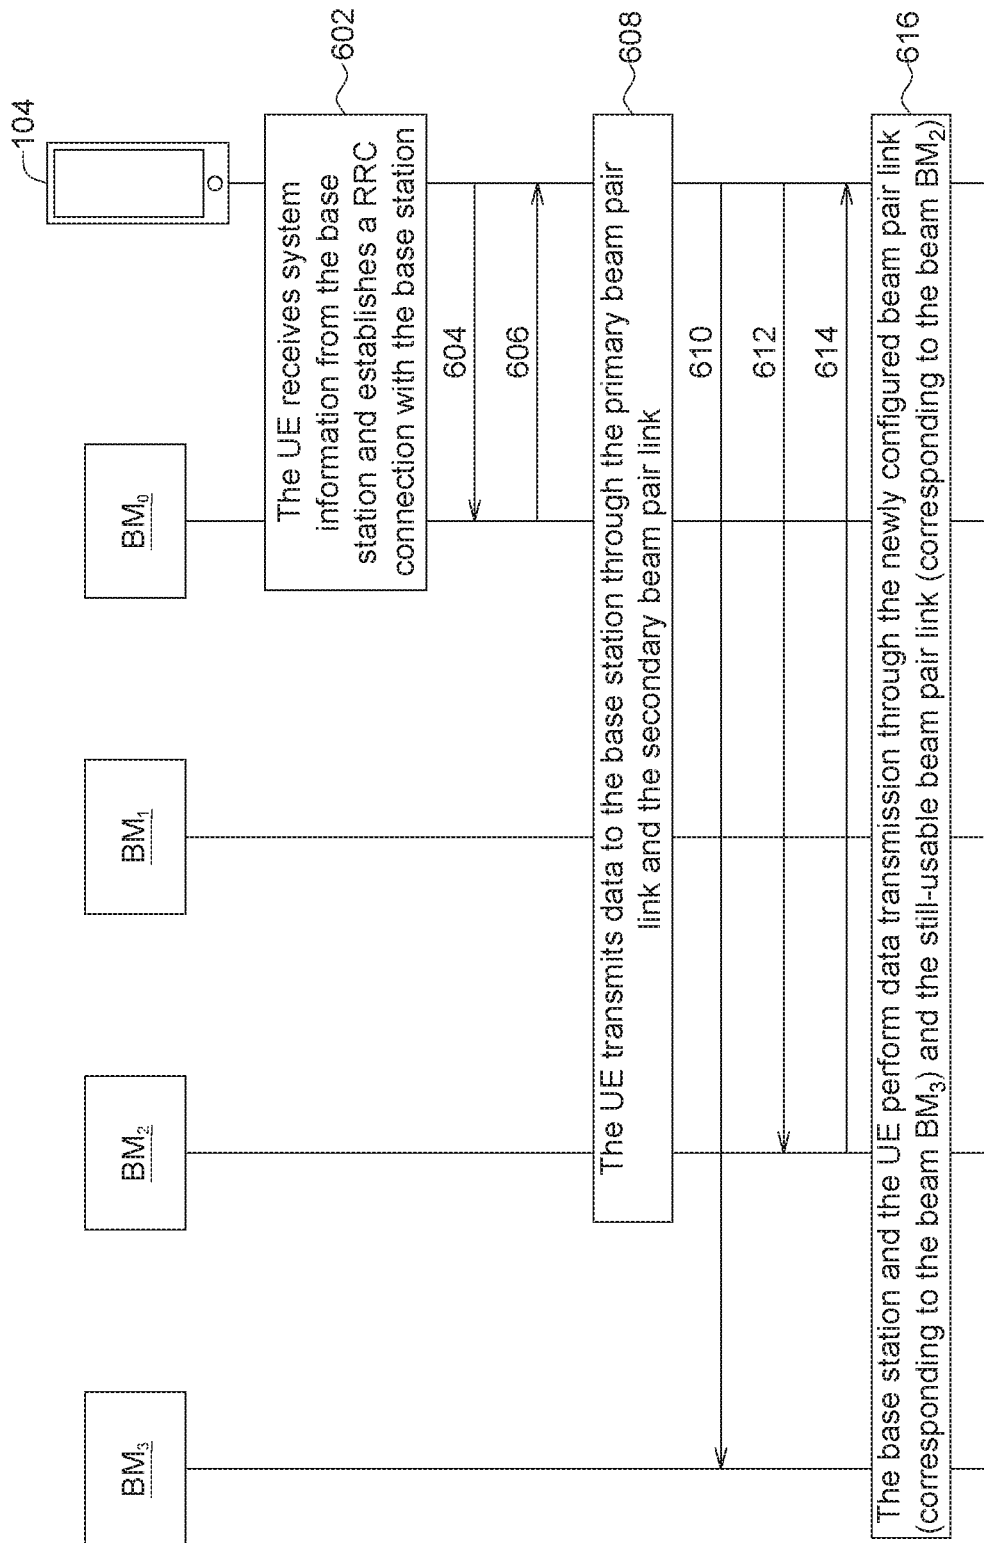 104
BM0
BM1
BM2
BM3
The UE receives system
information from the base
station and establishes a RRC
connection with the base station
602
604
606
The UE transmits data to the base station through the primary beam pair
link and the secondary beam pair link
608
610
612
614
The base station and the UE perform data transmission through the newly configured beam pair link
(corresponding to the beam BM3) and the still-usable beam pair link (corresponding to the beam BM2)
616